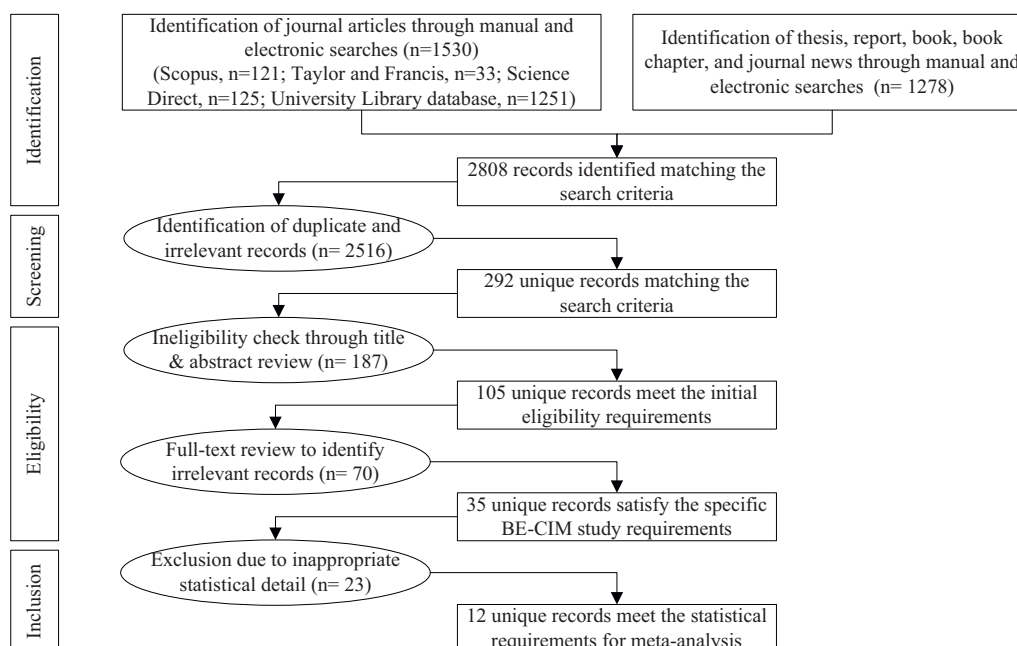 Identification
Identification of journal articles through manual and
electronic searches (n=1530)
(Scopus, n=121; Taylor and Francis, n=33; Science
Direct, n=125; University Library database, n=1251)
Identification of thesis, report, book, book
chapter, and journal news through manual and
electronic searches (n= 1278)
2808 records identified matching the
search criteria
Screening
Identification of duplicate and
irrelevant records (n= 2516)
292 unique records matching the
search criteria
Eligibility
Ineligibility check through title
& abstract review (n= 187)
105 unique records meet the initial
eligibility requirements
Full-text review to identify
irrelevant records (n= 70)
35 unique records satisfy the specific
BE-CIM study requirements
Inclusion
Exclusion due to inappropriate
statistical detail (n= 23)
12 unique records meet the statistical
requirements for meta-analysis